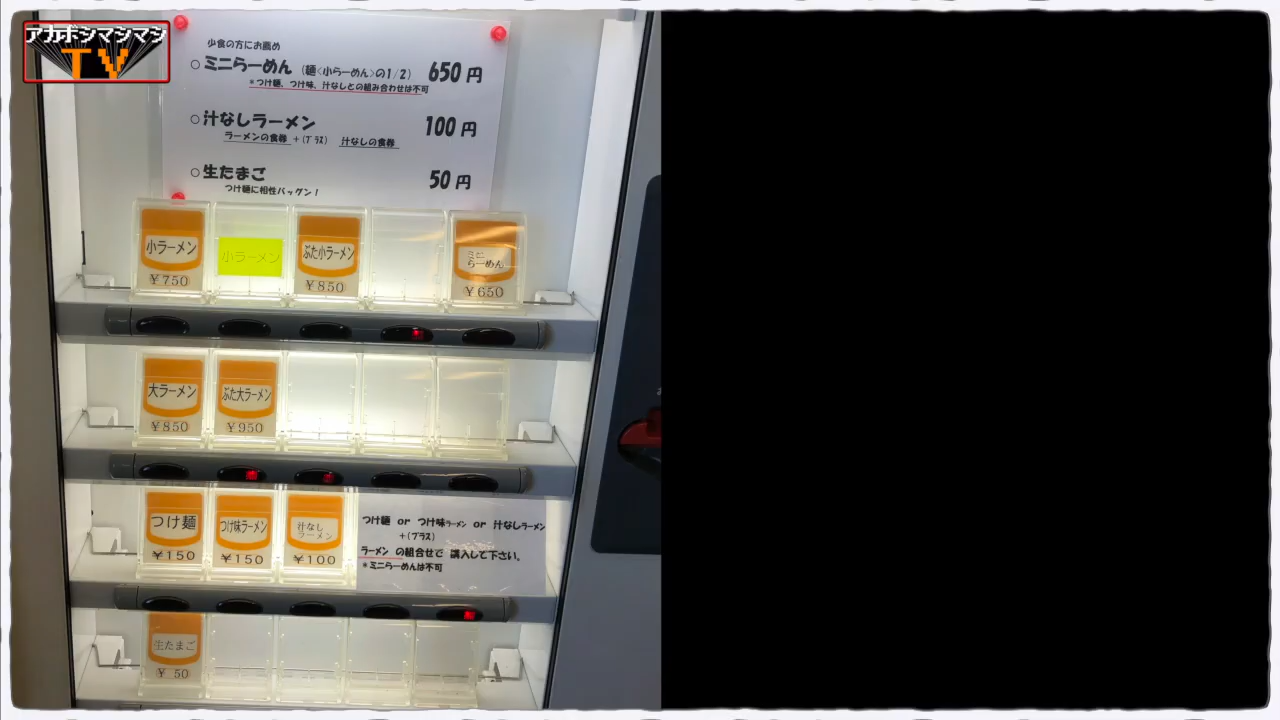 アカボシマシマシ
TV
少食の方にお薦め
○ミニらーめん (麺<小らーめん>の1/2) 650円
*つけ麺、つけ味、汁なしとの組み合わせは不可
○汁なしラーメン 100円
ラーメンの食券 +(プラス) 汁なしの食券
○生たまご 50円
つけ麺に相性バッグン!
小ラーメン
¥750
小ラーメン
ぶた小ラーメン
¥850
ミニ
らーめん
¥650
大ラーメン
¥850
ぶた大ラーメン
¥950
つけ麺
¥150
つけ味ラーメン
¥150
汁なし
ラーメン
¥100
つけ麺 or つけ味ラーメン or 汁なしラーメン
+(プラス)
ラーメン の組合せで 購入して下さい。
*ミニらーめんは不可
生たまご
¥ 50